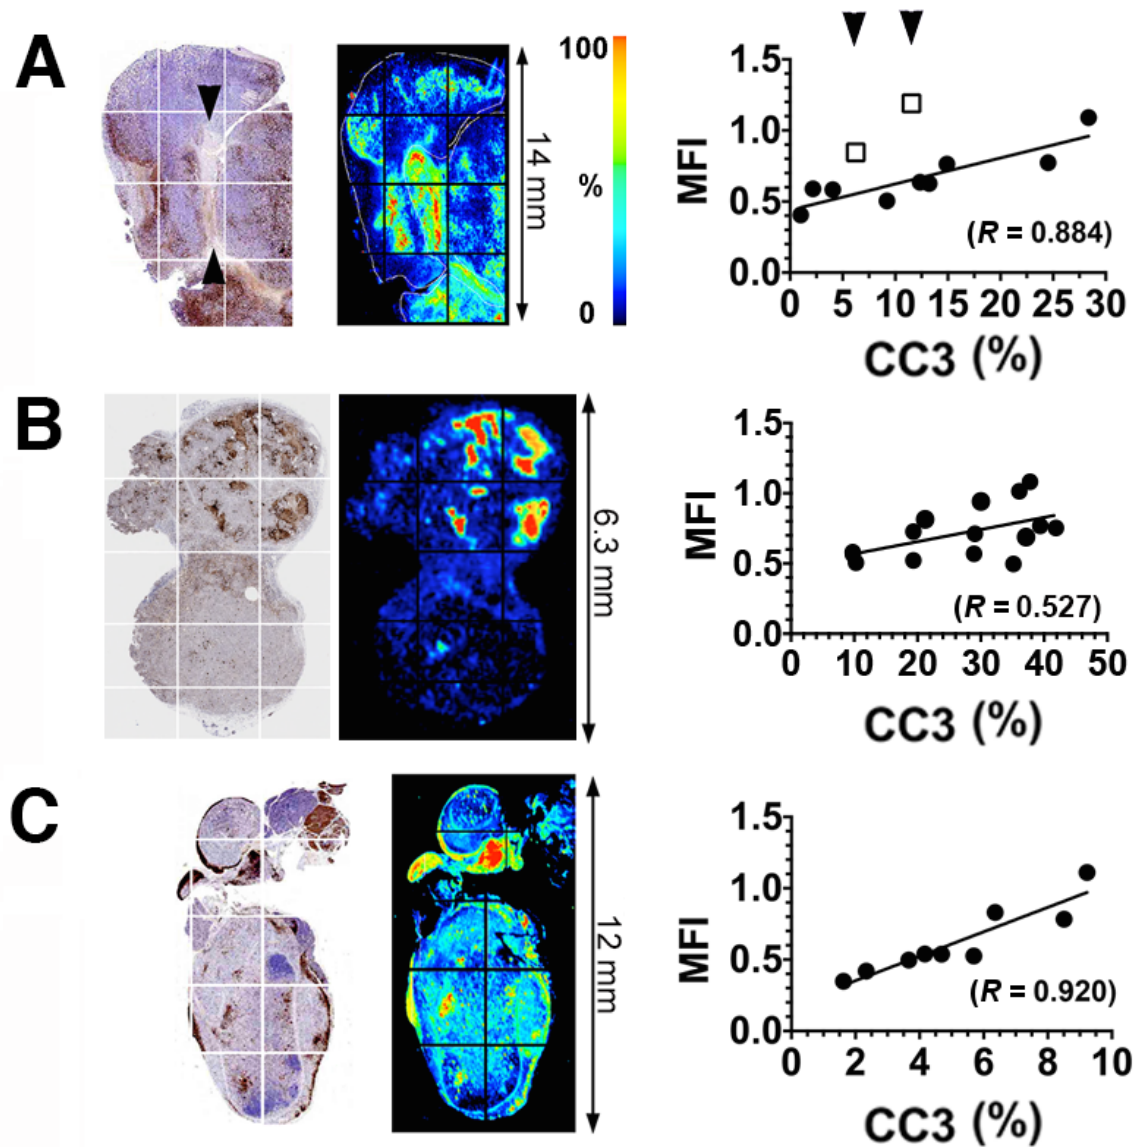 A
100
%
0
14 mm
1.5
1.0
0.5
0.0
MFI
(R = 0.884)
0 5 10 15 20 25 30
CC3 (%)
B
6.3 mm
1.5
1.0
0.5
0.0
MFI
(R = 0.527)
0 10 20 30 40 50
CC3 (%)
C
12 mm
1.5
1.0
0.5
0.0
MFI
(R = 0.920)
0 2 4 6 8 10
CC3 (%)